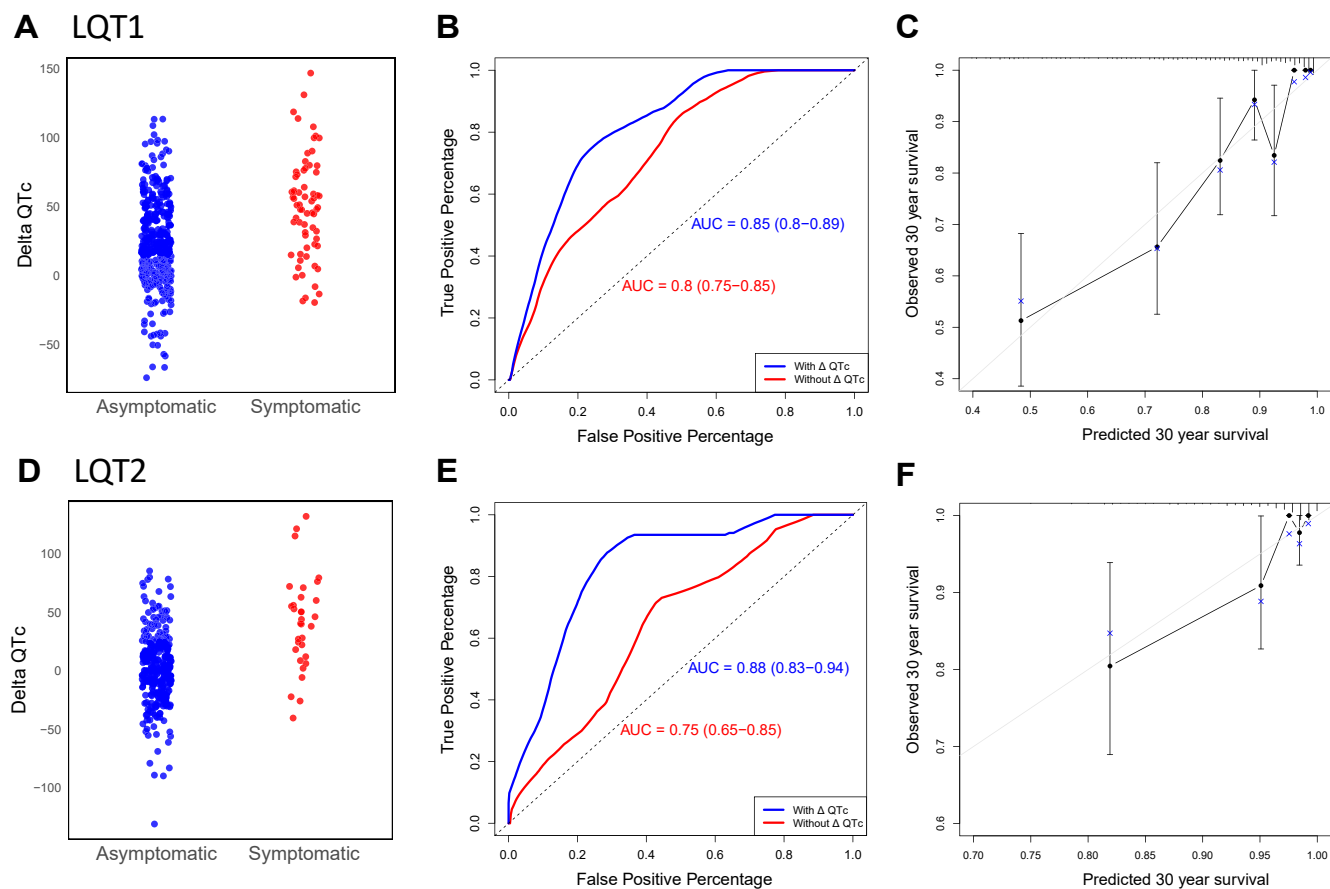 A LQT1
150
100
50
0
−50
Delta QTc
Asymptomatic Symptomatic
B
1.0
0.8
0.6
0.4
0.2
0.0
True Positive Percentage
AUC = 0.85 (0.8−0.89)
AUC = 0.8 (0.75−0.85)
With Δ QTc
Without Δ QTc
0.0 0.2 0.4 0.6 0.8 1.0
False Positive Percentage
C
1.0
0.9
0.8
0.7
0.6
0.5
0.4
Observed 30 year survival
0.4 0.5 0.6 0.7 0.8 0.9 1.0
Predicted 30 year survival
D LQT2
100
50
0
−50
−100
Delta QTc
Asymptomatic Symptomatic
E
1.0
0.8
0.6
0.4
0.2
0.0
True Positive Percentage
AUC = 0.88 (0.83−0.94)
AUC = 0.75 (0.65−0.85)
With Δ QTc
Without Δ QTc
0.0 0.2 0.4 0.6 0.8 1.0
False Positive Percentage
F
1.0
0.9
0.8
0.7
0.6
Observed 30 year survival
0.70 0.75 0.80 0.85 0.90 0.95 1.00
Predicted 30 year survival